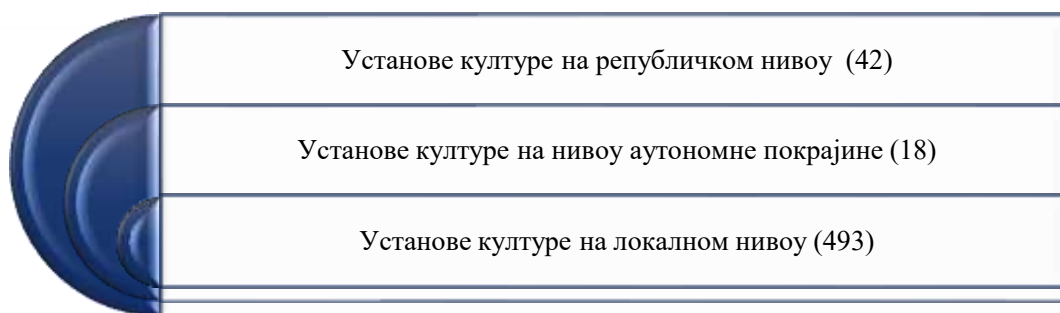 Установе културе на републичком нивоу (42)
Установе културе на нивоу аутономне покрајине (18)
Установе културе на локалном нивоу (493)